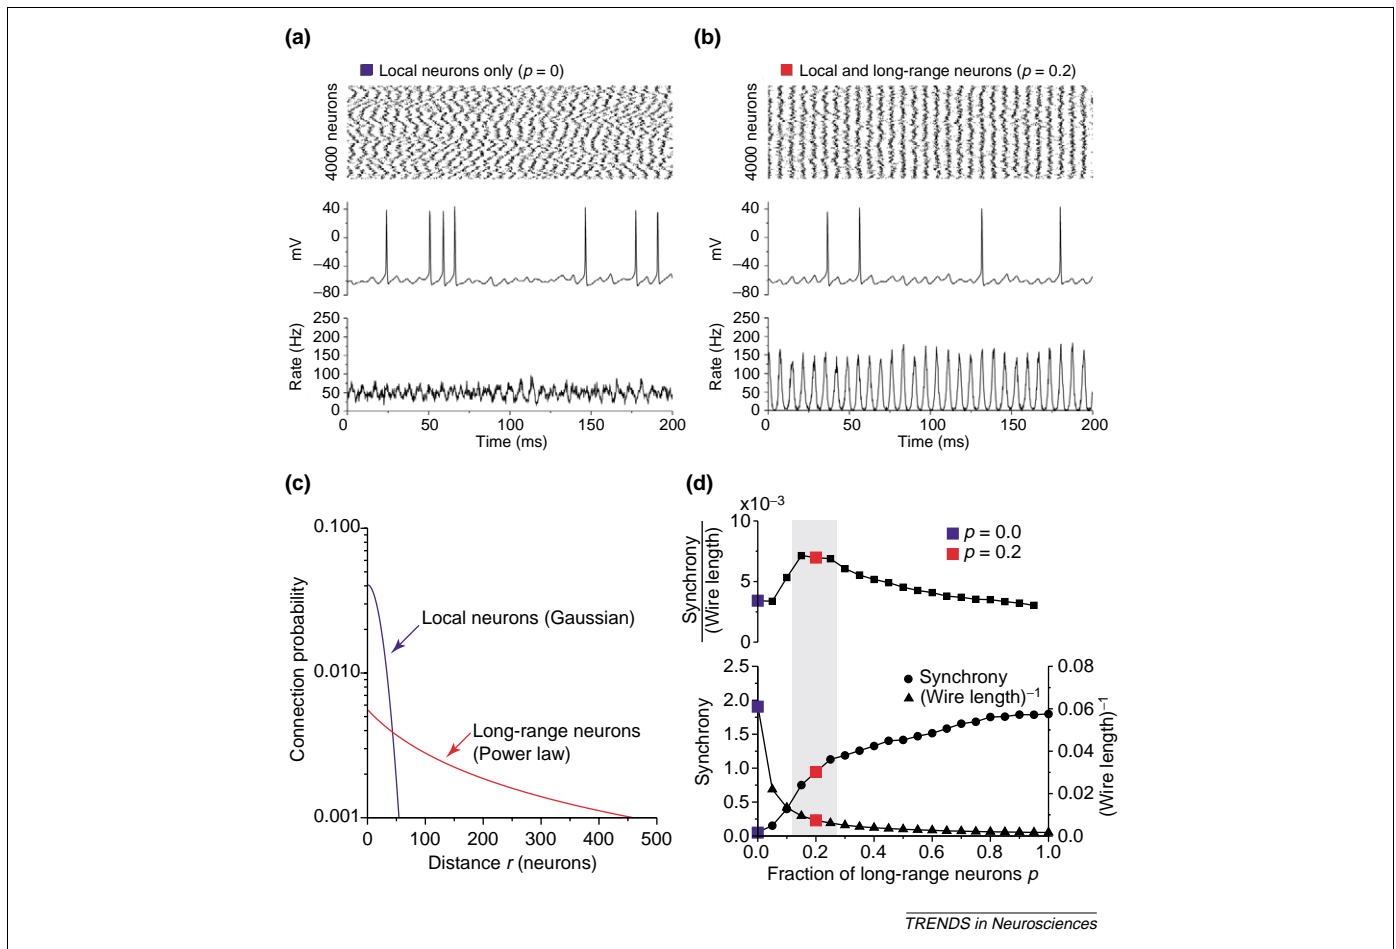 (a)
Local neurons only (p = 0)
4000 neurons
40
0
–40
–80
mV
250
200
150
100
50
0
Rate (Hz)
0 50 100 150 200
Time (ms)
(b)
Local and long-range neurons (p = 0.2)
4000 neurons
40
0
–40
–80
mV
250
200
150
100
50
0
Rate (Hz)
0 50 100 150 200
Time (ms)
(c)
0.100
0.010
0.001
Connection probability
Local neurons (Gaussian)
Long-range neurons
(Power law)
0 100 200 300 400 500
Distance r (neurons)
(d)
x10–3
10
5
0
Synchrony
(Wire length)
p = 0.0
p = 0.2
2.5
2.0
1.5
1.0
0.5
0.0
Synchrony
Synchrony
(Wire length)–1
0.08
0.06
0.04
0.02
0.0
(Wire length)–1
0.0 0.2 0.4 0.6 0.8 1.0
Fraction of long-range neurons p
TRENDS in Neurosciences